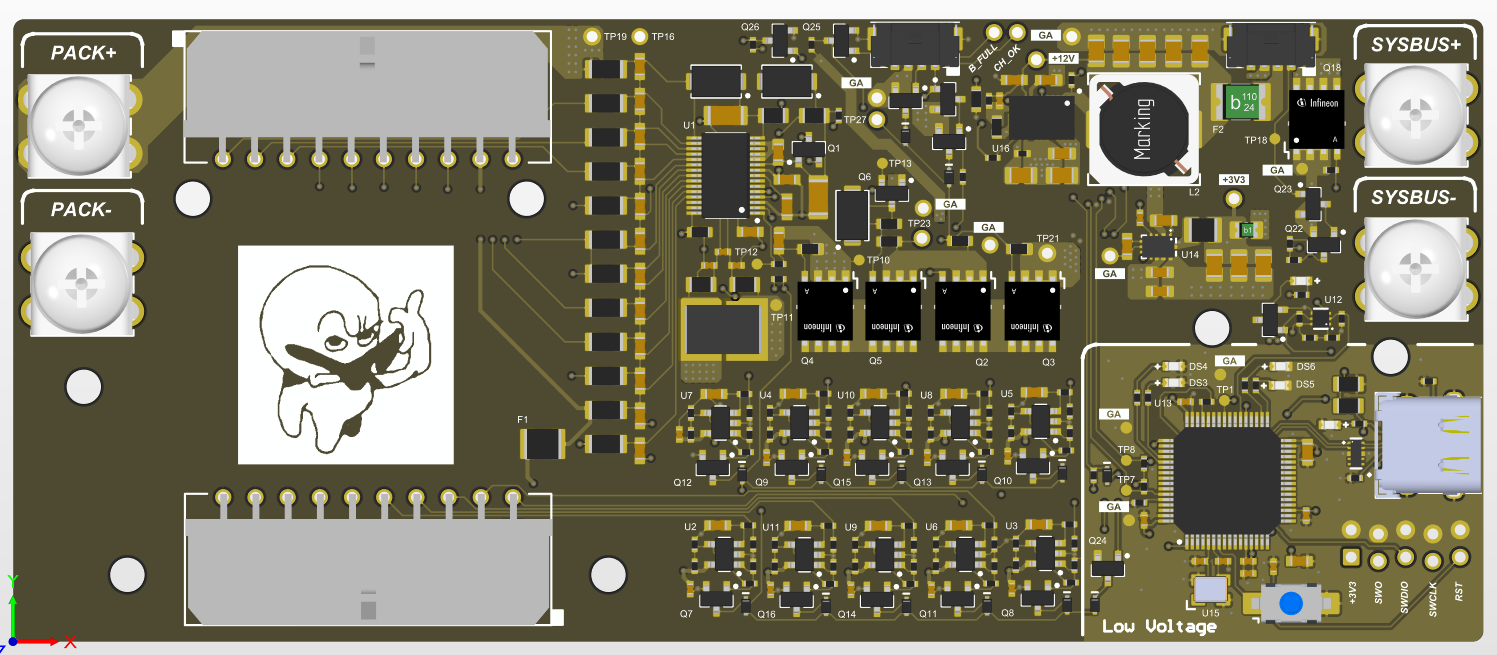 PACK+
PACK-
TP19
TP16
Q26
Q25
B_FULL
CH_OK
GA
+12V
SYSBUS+
SYSBUS-
Q18
GA
TP27
U1
Q1
U16
Marking
L2
b 110
24
F2
TP18
Infineon
A
GA
+3V3
Q23
Q22
TP13
Q6
GA
TP23
GA
TP21
GA
U14
b1
TP12
TP10
TP11
A
A
A
A
Infineon
Infineon
Infineon
Infineon
Q4
Q5
Q2
Q3
U12
F1
U7
U4
U10
U8
U5
Q12
Q9
Q15
Q13
Q10
U2
U11
U9
U6
U3
Q7
Q16
Q14
Q11
Q8
DS4
DS3
GA
DS6
DS5
TP1
U13
GA
TP8
TP7
GA
Q24
U15
Low Voltage
+3V3
SWO
SWDIO
SWCLK
RST
Y
X
Z